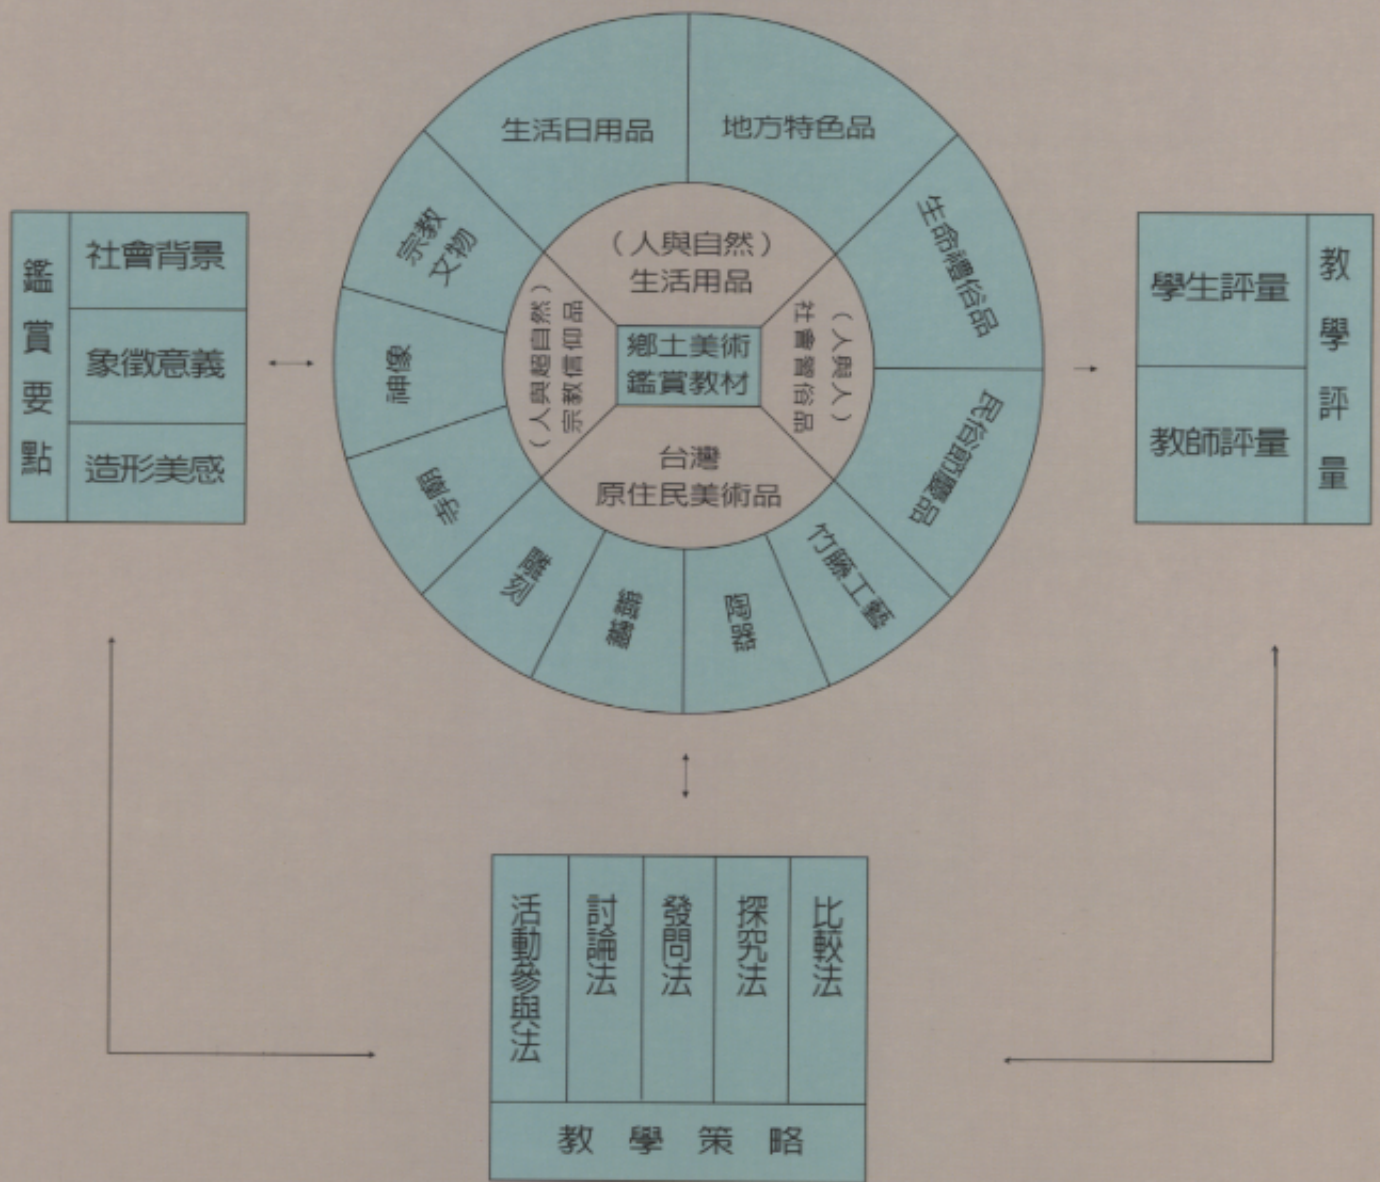 生活日用品
地方特色品
生命禮俗品
民俗節慶品
竹藤工藝
陶器
編織
雕刻
寺廟
神像
宗教
文物
（人與自然）
生活用品
（人與人）
社會習俗品
台灣
原住民美術品
（人與超自然）
宗教信仰品
鄉土美術
鑑賞教材
鑑賞要點
社會背景
象徵意義
造形美感
學生評量
教師評量
教學評量
活動參與法
討論法
發問法
探究法
比較法
教學策略